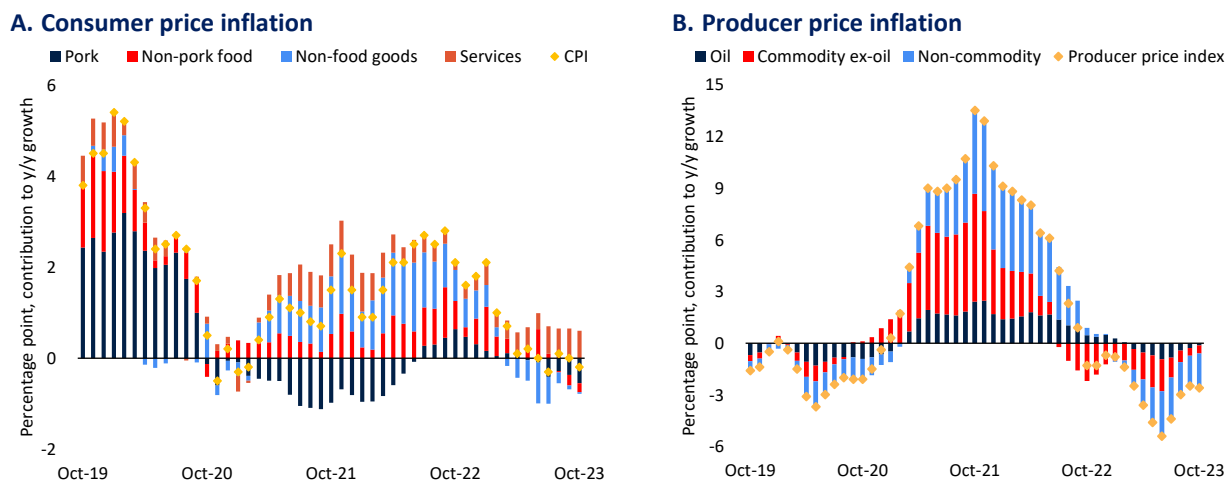 A. Consumer price inflation
Pork Non-pork food Non-food goods Services CPI
Percentage point, contribution to y/y growth
6
4
2
0
-2
Oct-19 Oct-20 Oct-21 Oct-22 Oct-23
B. Producer price inflation
Oil Commodity ex-oil Non-commodity Producer price index
Percentage point, contribution to y/y growth
15
12
9
6
3
0
-3
-6
Oct-19 Oct-20 Oct-21 Oct-22 Oct-23